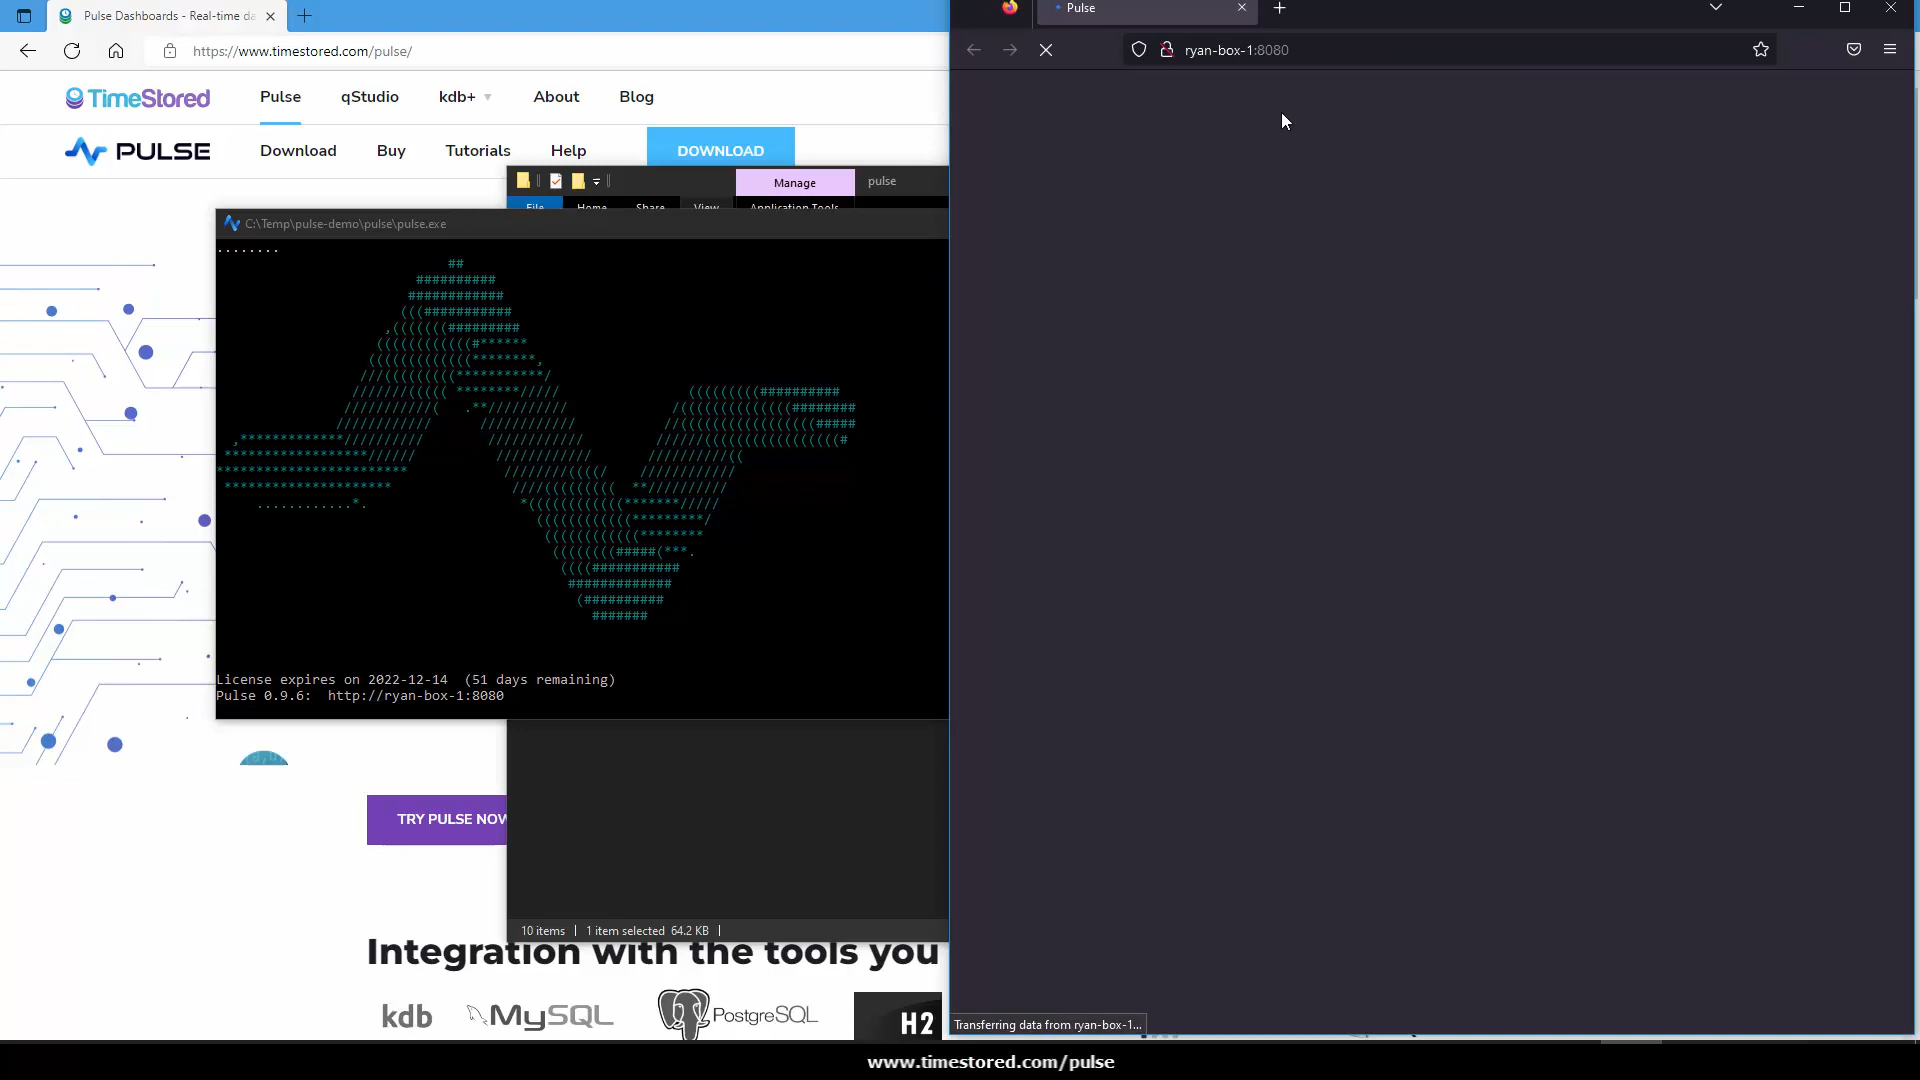 Pulse Dashboards - Real-time da
https://www.timestored.com/pulse/
TimeStored
Pulse
qStudio
kdb+
About
Blog
PULSE
Download
Buy
Tutorials
Help
DOWNLOAD
Manage
pulse
File
Home
Share
View
Application Tools
C:\Temp\pulse-demo\pulse\pulse.exe
........
##
##########
############
(((###########
,(((((((#########
((((((((((((#******
(((((((((((((********,
///(((((((((***********/
///////((((( ********/////
(((((((((##########
////////////( .**//////////
/((((((((((((((########
//////////// ////////////
//(((((((((((((((((#####
,*************//////////
////////////
//////(((((((((((((((((#
******************//////
////////////
//////////((
************************
////////((((/
////////////
*********************
////(((((((((
**//////////
............*.
*((((((((((((*******/////
((((((((((((*********/
((((((((((((********
((((((((#####(***.
((((###########
#############
(##########
#######
License expires on 2022-12-14 (51 days remaining)
Pulse 0.9.6: http://ryan-box-1:8080
TRY PULSE NOW
10 items
1 item selected 64.2 KB
Integration with the tools you
kdb
MySQL
PostgreSQL
H2
Pulse
ryan-box-1:8080
Transferring data from ryan-box-1...
www.timestored.com/pulse